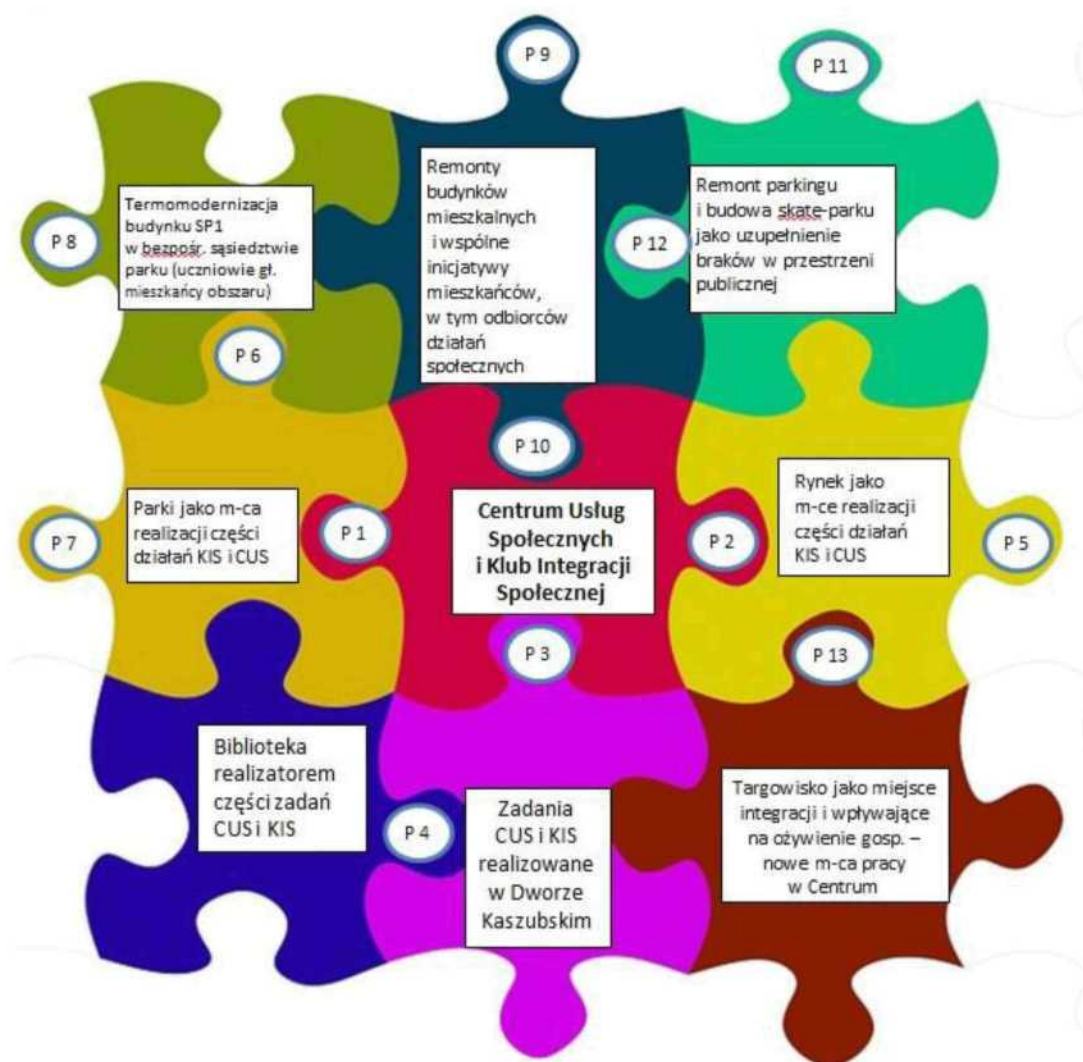 P 9
P 11
Termomodernizacja
budynku SP1
w bezpośr. sąsiedztwie
parku (uczniowie gł.
mieszkańcy obszaru)
P 8
P 6
Remonty
budynków
mieszkalnych
i wspólne
inicjatywy
mieszkańców,
w tym odbiorców
działań
społecznych
P 12
Remont parkingu
i budowa skate-parku
jako uzupełnienie
braków w przestrzeni
publicznej
P 10
P 7
Parki jako m-ca
realizacji części
działań KIS i CUS
P 1
Centrum Usług
Społecznych
i Klub Integracji
Społecznej
P 2
Rynek jako
m-ce realizacji
części działań
KIS i CUS
P 5
P 3
P 13
Biblioteka
realizatorem
części zadań
CUS i KIS
P 4
Zadania
CUS i KIS
realizowane
w Dworze
Kaszubskim
Targowisko jako miejsce
integracji i wpływające
na ożywienie gosp. –
nowe m-ca pracy
w Centrum